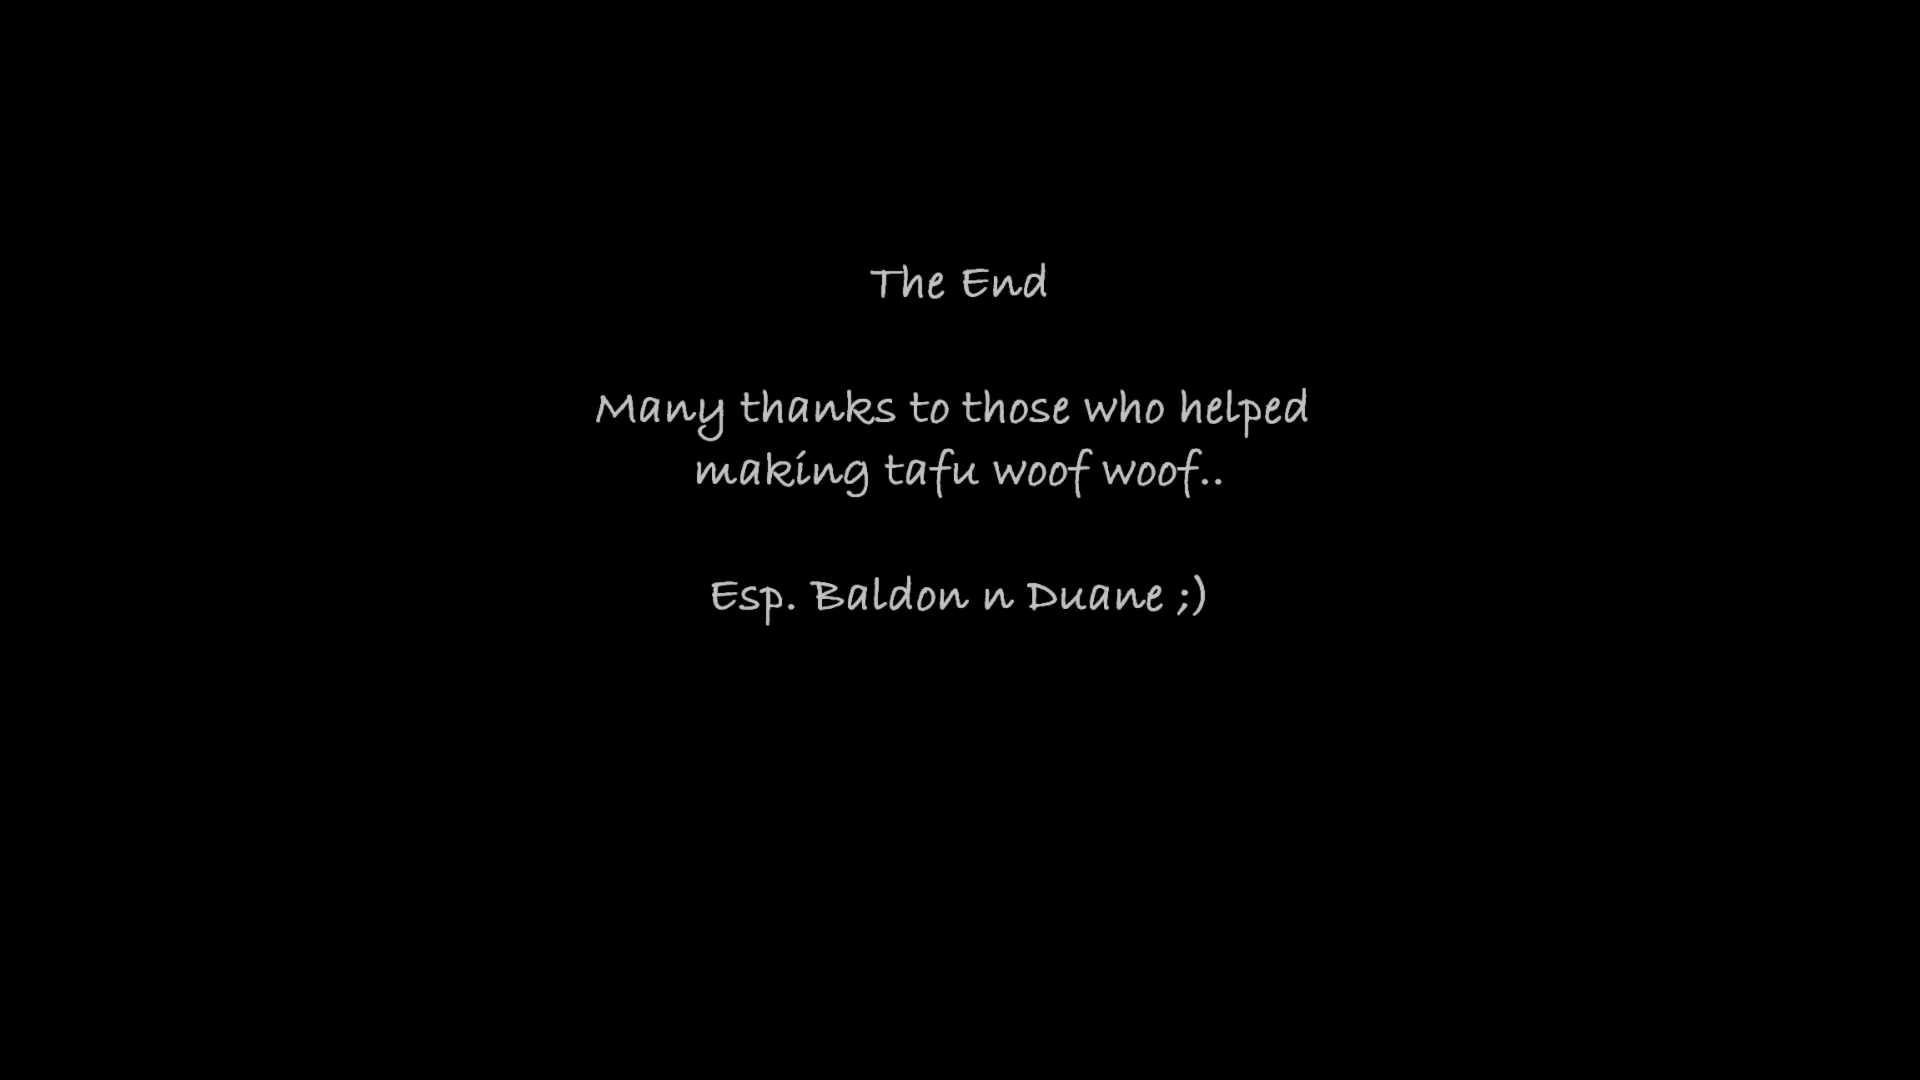 The End
Many thanks to those who helped
making tafu woof woof..
Esp. Baldon n Duane ;)